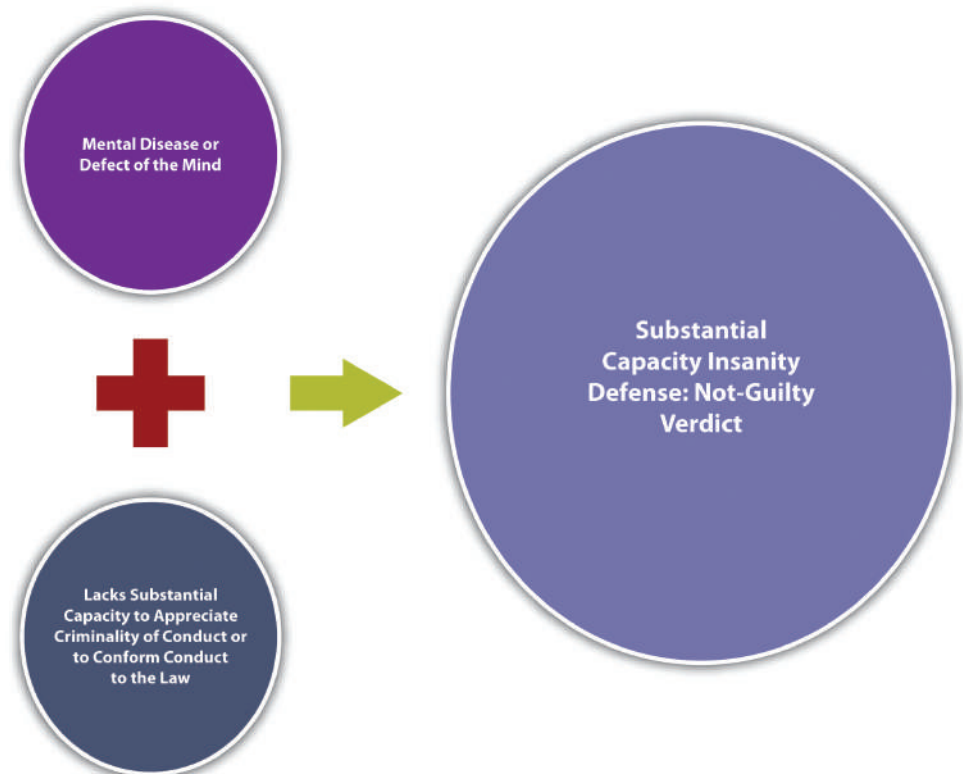 Mental Disease or
Defect of the Mind
Substantial
Capacity Insanity
Defense: Not-Guilty
Verdict
Lacks Substantial
Capacity to Appreciate
Criminality of Conduct or
to Conform Conduct
to the Law